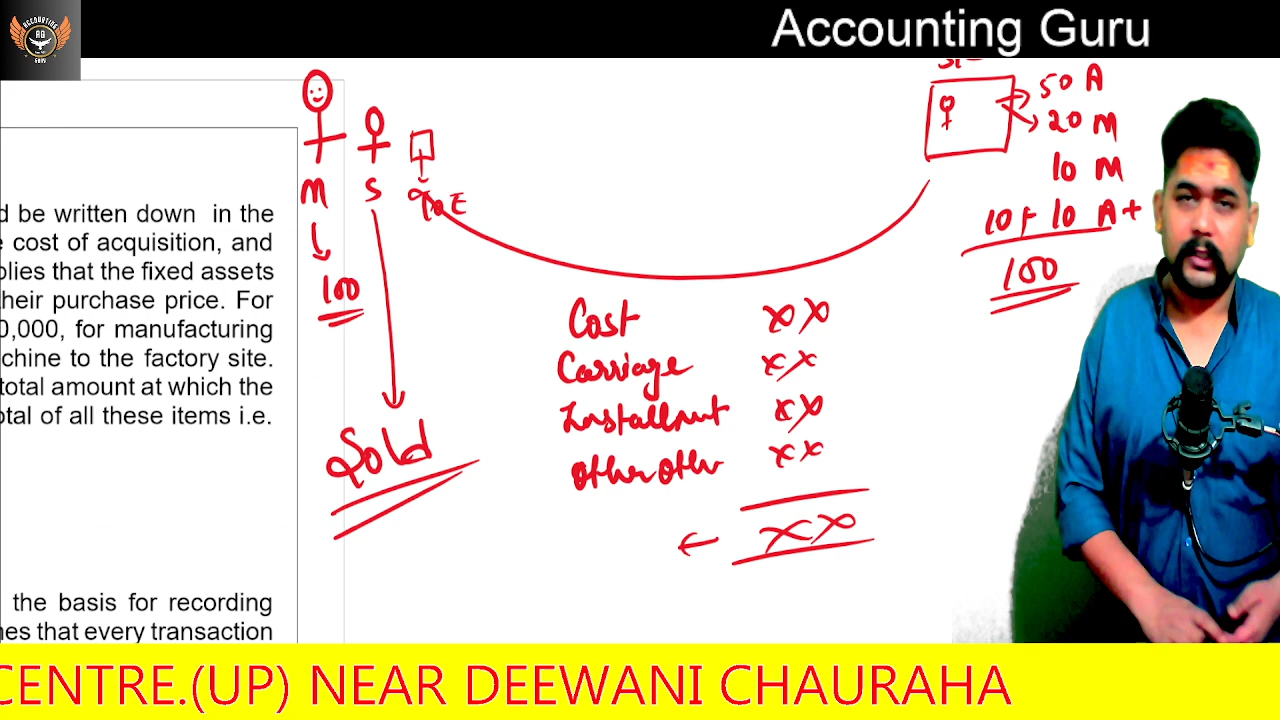 Accounting Guru
ACCOUNTING
AG
GURU
50 A
20 M
10 M
10 + 10 A+
100
M
S
100
Sold
d be written down in the
cost of acquisition, and
plies that the fixed assets
heir purchase price. For
0,000, for manufacturing
chine to the factory site.
total amount at which the
otal of all these items i.e.
Cost xx
Carriage xx
xx
other xx
xx
the basis for recording
nes that every transaction
CENTRE.(UP) NEAR DEEWANI CHAURAHA